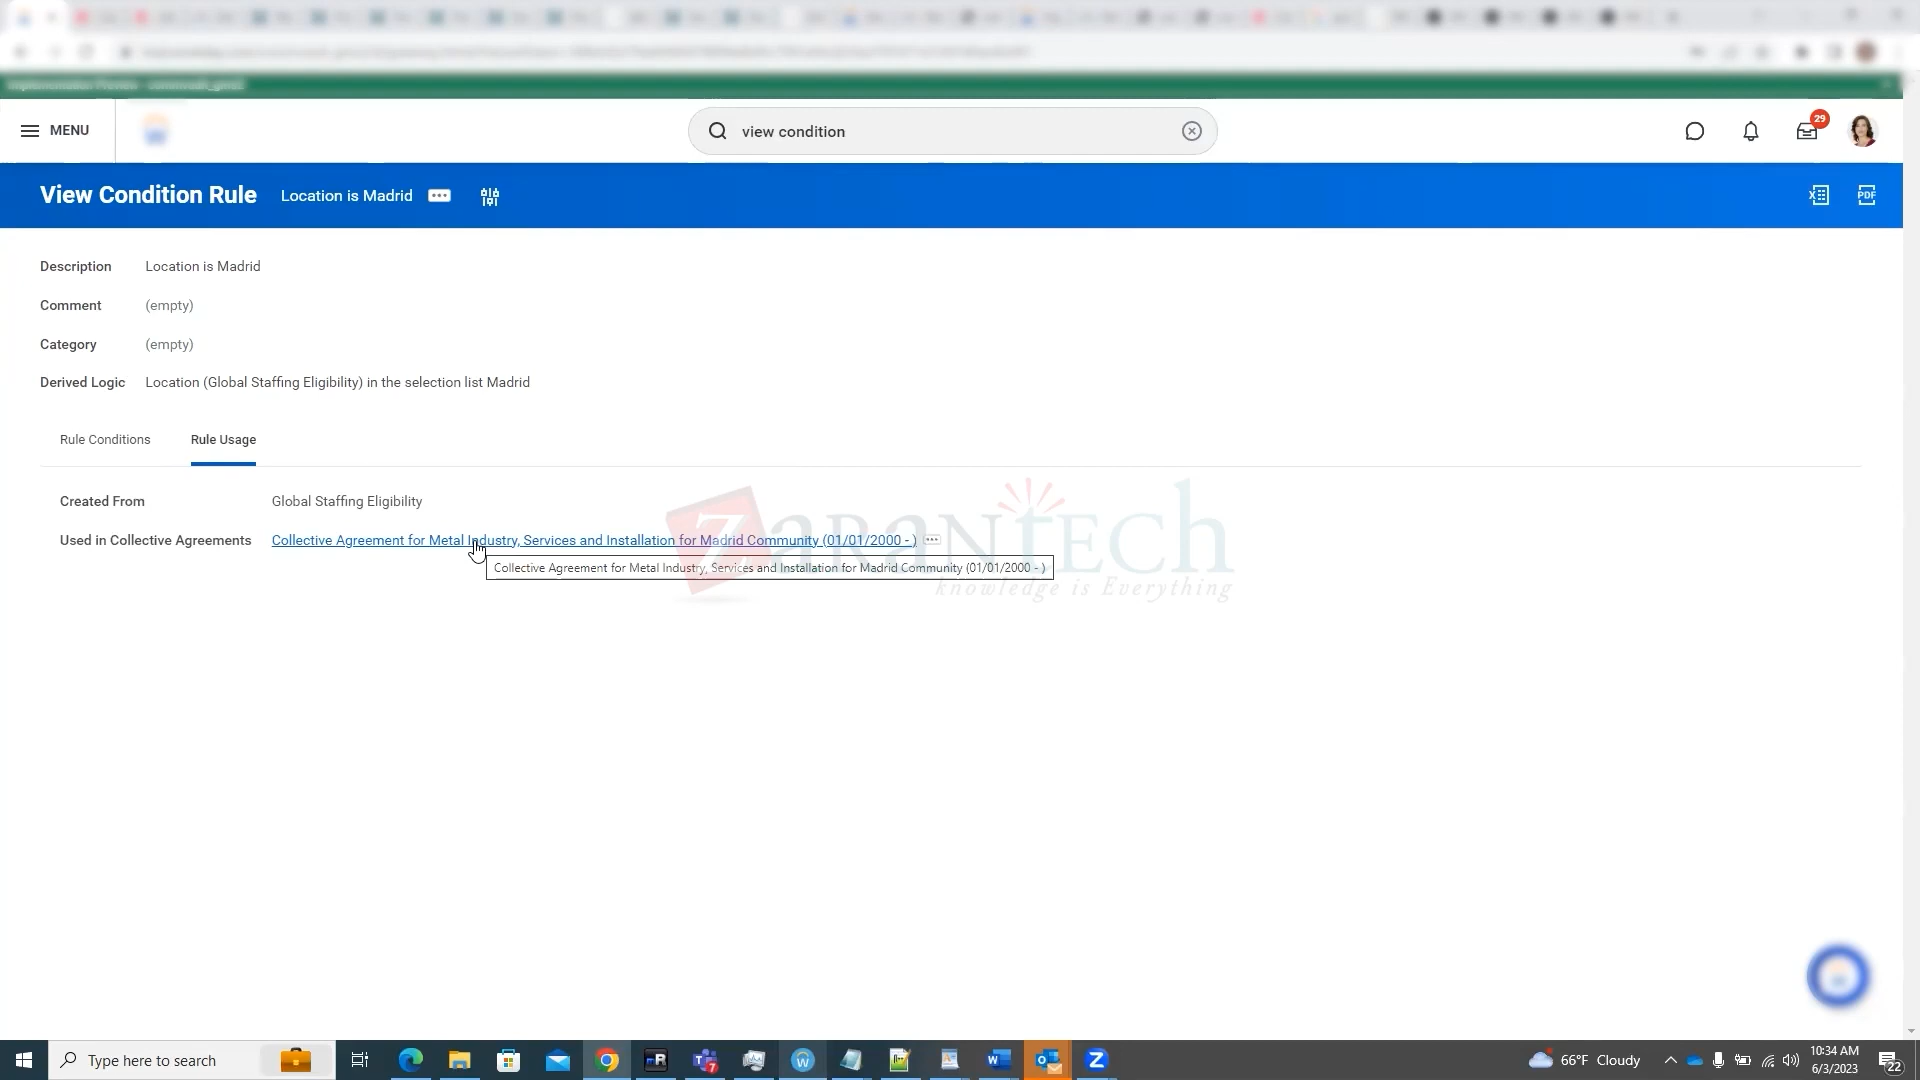 MENU
view condition
29
View Condition Rule Location is Madrid
PDF
Description Location is Madrid
Comment (empty)
Category (empty)
Derived Logic Location (Global Staffing Eligibility) in the selection list Madrid
Rule Conditions Rule Usage
Created From Global Staffing Eligibility
Used in Collective Agreements Collective Agreement for Metal Industry, Services and Installation for Madrid Community (01/01/2000 - )
Collective Agreement for Metal Industry, Services and Installation for Madrid Community (01/01/2000 - )
ZaranTech
knowledge is Everything
Type here to search
66°F Cloudy
10:34 AM
6/3/2023
22